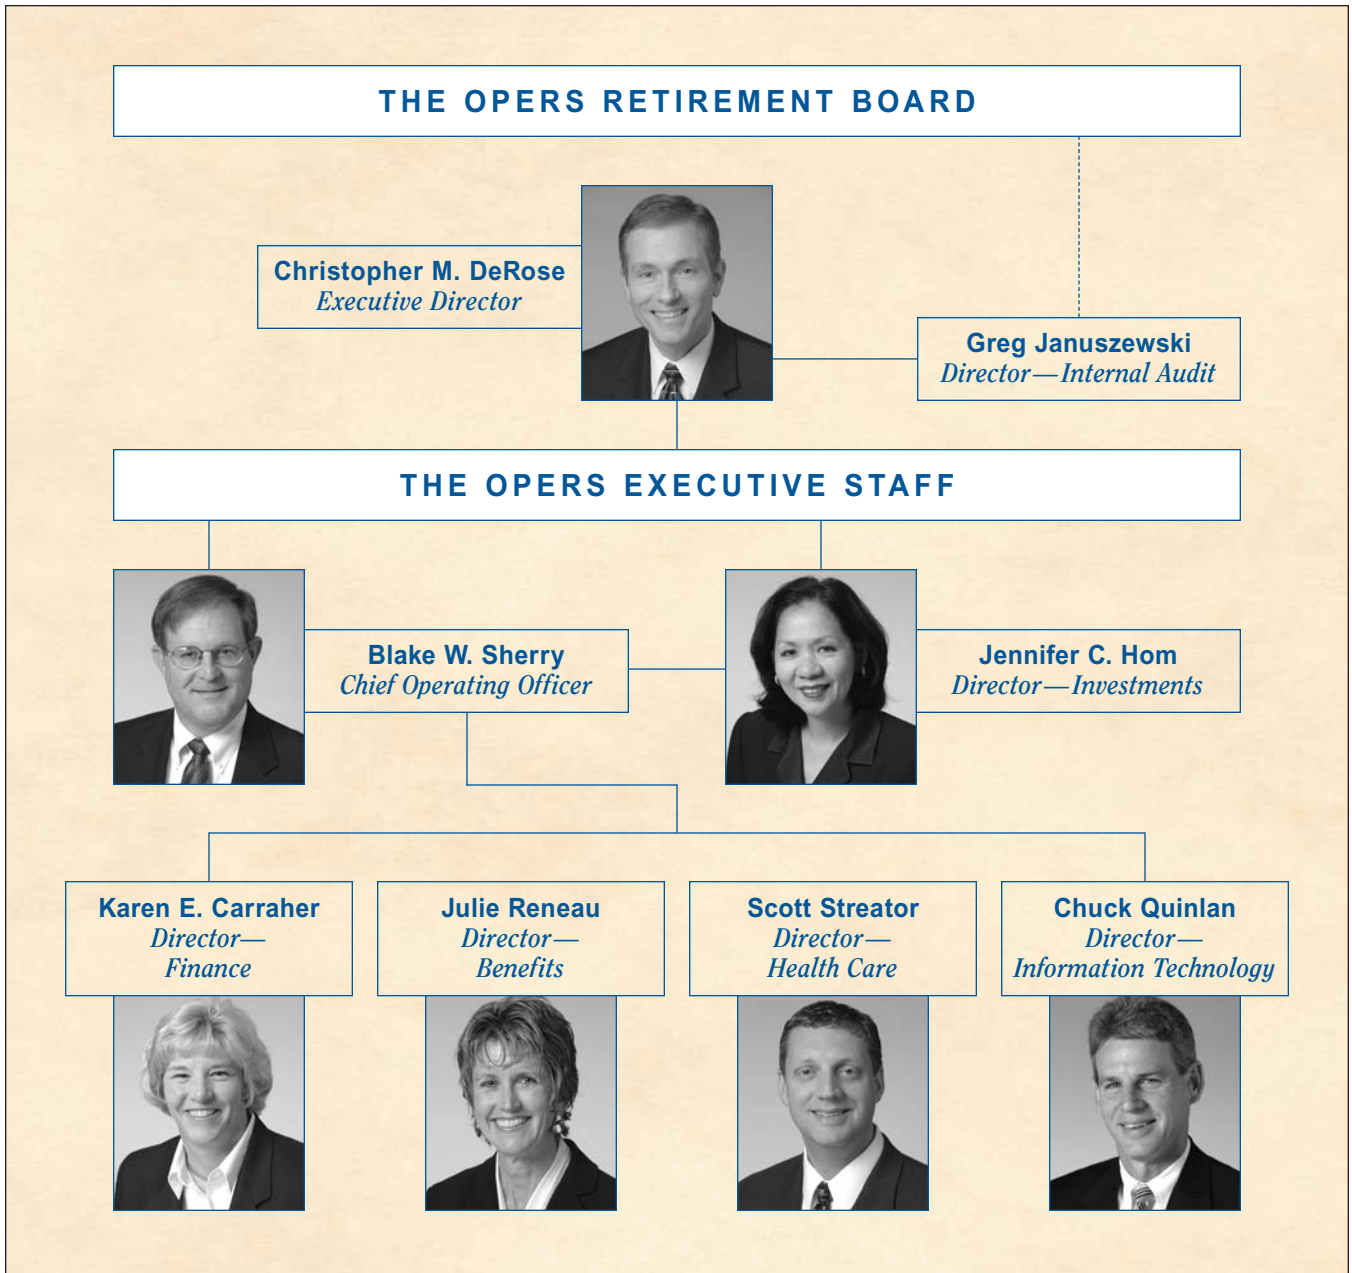 THE OPERS RETIREMENT BOARD
Christopher M. DeRose
Executive Director
Greg Januszewski
Director—Internal Audit
THE OPERS EXECUTIVE STAFF
Blake W. Sherry
Chief Operating Officer
Jennifer C. Hom
Director—Investments
Karen E. Carraher
Director—
Finance
Julie Reneau
Director—
Benefits
Scott Streator
Director—
Health Care
Chuck Quinlan
Director—
Information Technology